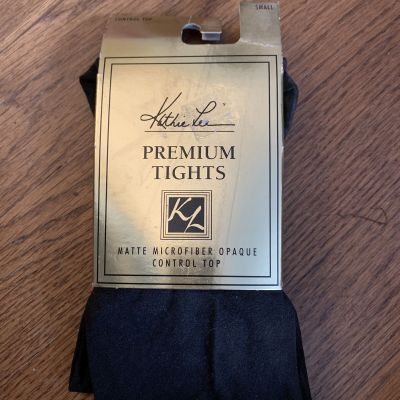 CONTROL TOP
SMALL
Kathie Lee
PREMIUM
TIGHTS
KL
MATTE MICROFIBER OPAQUE
CONTROL TOP